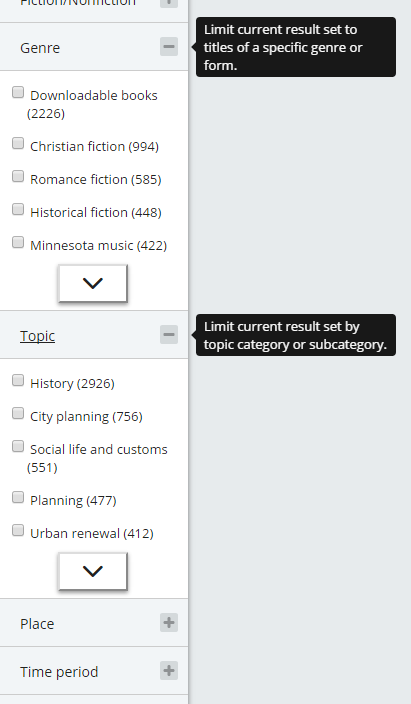 Fiction/Nonfiction
Genre
Limit current result set to
titles of a specific genre or
form.
Downloadable books
(2226)
Christian fiction (994)
Romance fiction (585)
Historical fiction (448)
Minnesota music (422)
Topic
Limit current result set by
topic category or subcategory.
History (2926)
City planning (756)
Social life and customs
(551)
Planning (477)
Urban renewal (412)
Place
Time period